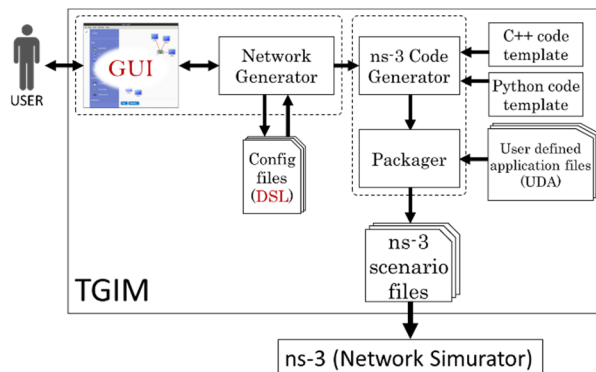 USER
GUI
Network
Generator
ns-3 Code
Generator
C++ code
template
Python code
template
Config
files
(DSL)
Packager
User defined
application files
(UDA)
ns-3
scenario
files
TGIM
ns-3 (Network Simurator)